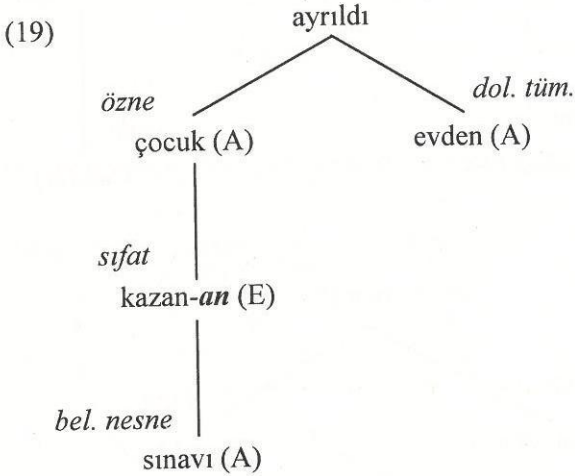 (19)
ayrıldı
özne
dol. tüm.
çocuk (A)
evden (A)
sıfat
kazan-an (E)
bel. nesne
sınavı (A)